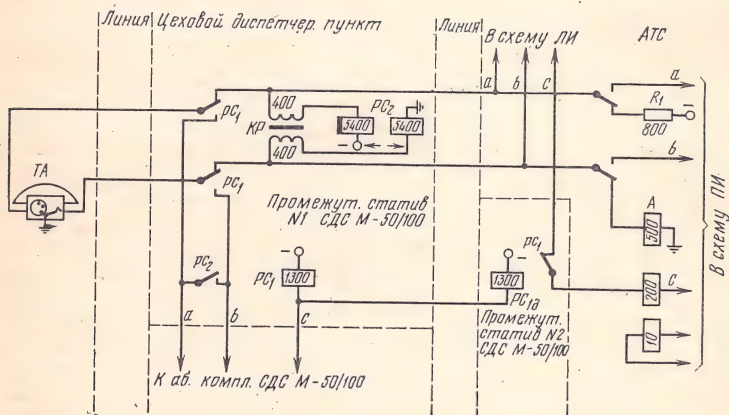 Линия
Цеховой диспетчер. пункт
Линия
В схему ЛИ
АТС
a
b
c
a
R1
800
РС1
400
РС2
5400
5400
КР
400
b
ТА
РС1
Промежут. статив
N1 СДС М-50/100
А
500
РС2
РС1
1300
РС1
1300
РС1д
200
С
a
b
c
Промежут.
статив N2
СДС М-50/100
10
К аб. компл. СДС М-50/100
В схему ПИ